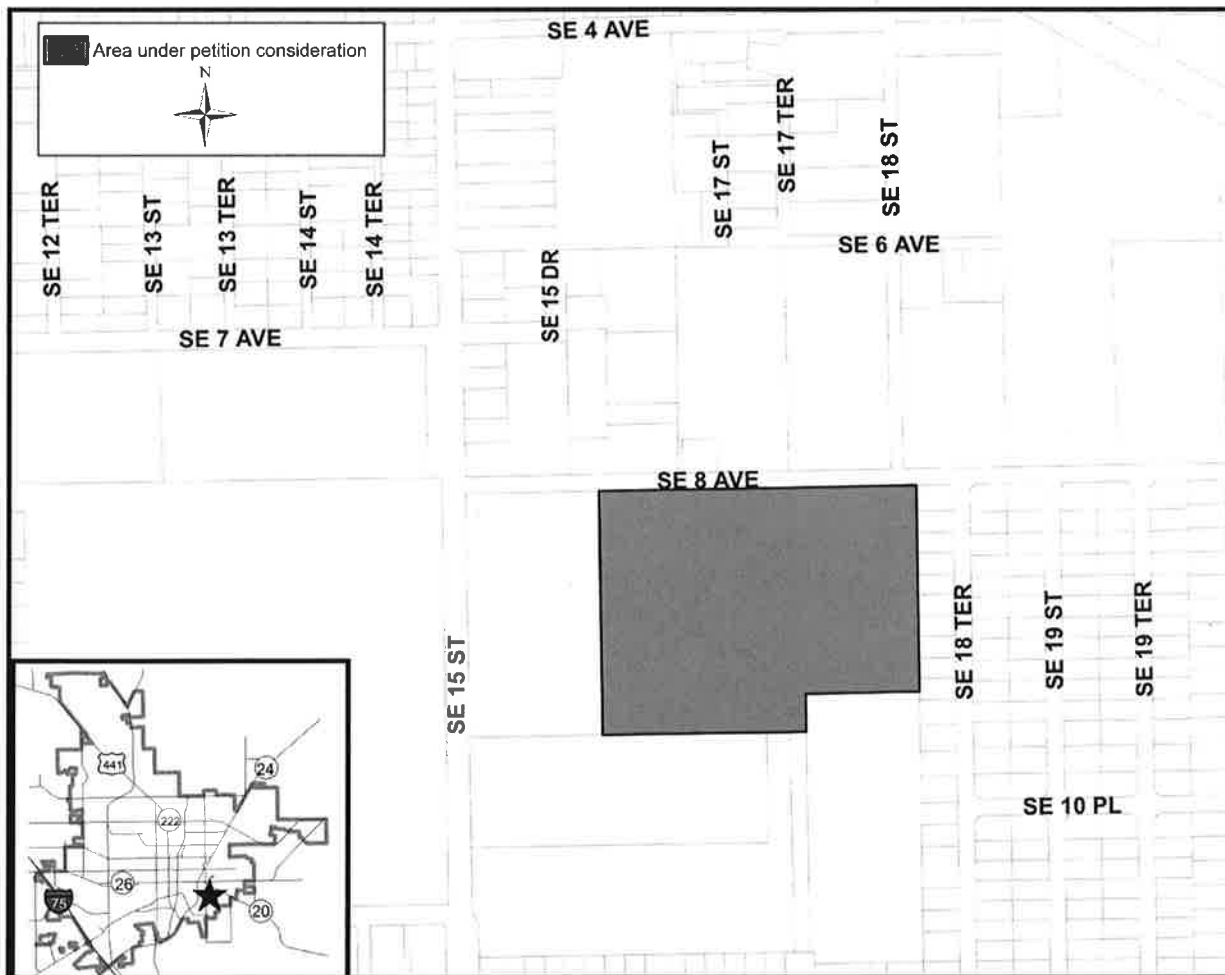 SE 4 AVE
Area under petition consideration
N
SE 12 TER
SE 13 ST
SE 13 TER
SE 14 ST
SE 14 TER
SE 17 ST
SE 17 TER
SE 18 ST
SE 6 AVE
SE 15 DR
SE 7 AVE
SE 8 AVE
SE 15 ST
SE 18 TER
SE 19 ST
SE 19 TER
SE 10 PL
441
24
222
26
75
20